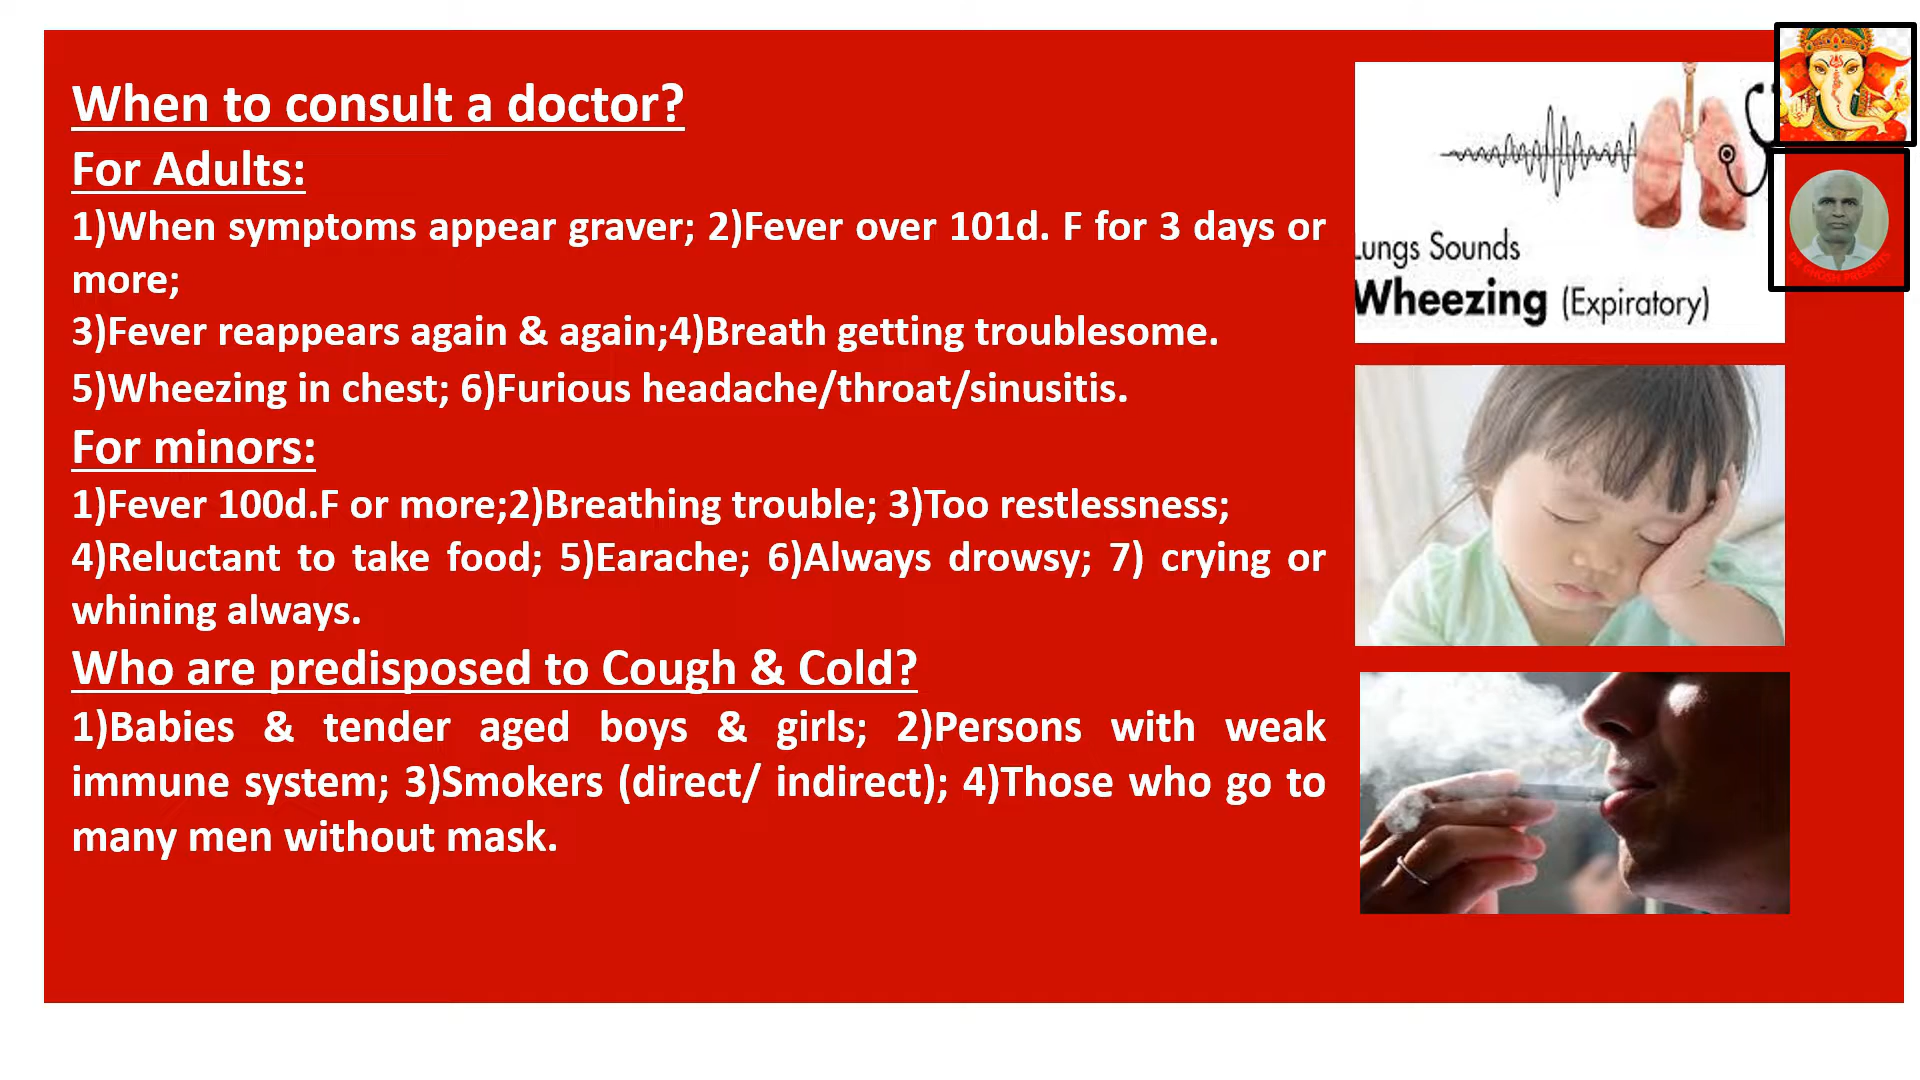 When to consult a doctor?
For Adults:
1)When symptoms appear graver; 2)Fever over 101d. F for 3 days or
more;
3)Fever reappears again & again;4)Breath getting troublesome.
5)Wheezing in chest; 6)Furious headache/throat/sinusitis.
For minors:
1)Fever 100d.F or more;2)Breathing trouble; 3)Too restlessness;
4)Reluctant to take food; 5)Earache; 6)Always drowsy; 7) crying or
whining always.
Who are predisposed to Cough & Cold?
1)Babies & tender aged boys & girls; 2)Persons with weak
immune system; 3)Smokers (direct/ indirect); 4)Those who go to
many men without mask.
Lungs Sounds
Wheezing (Expiratory)